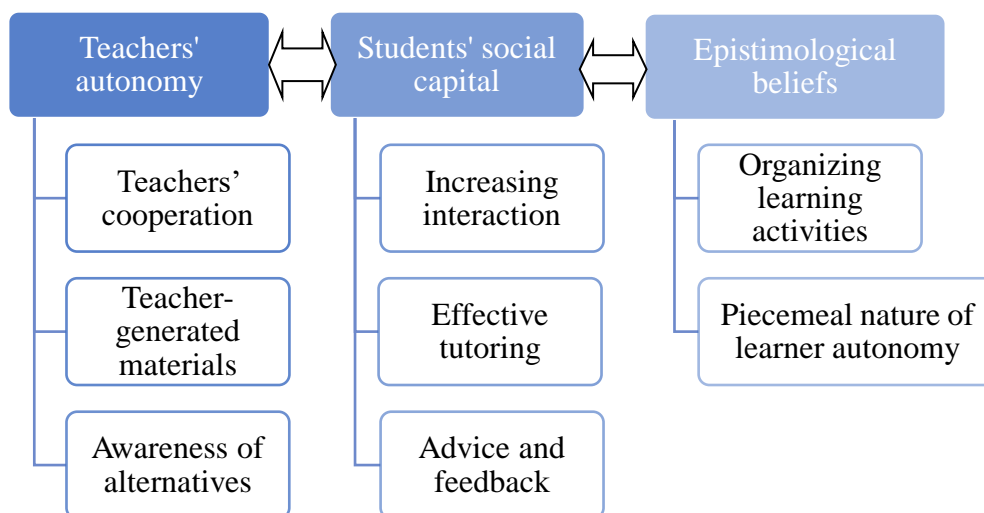 Teachers'
autonomy
Teachers’
cooperation
Teacher-
generated
materials
Awareness of
alternatives
Students' social
capital
Increasing
interaction
Effective
tutoring
Advice and
feedback
Epistimological
beliefs
Organizing
learning
activities
Piecemeal nature of
learner autonomy